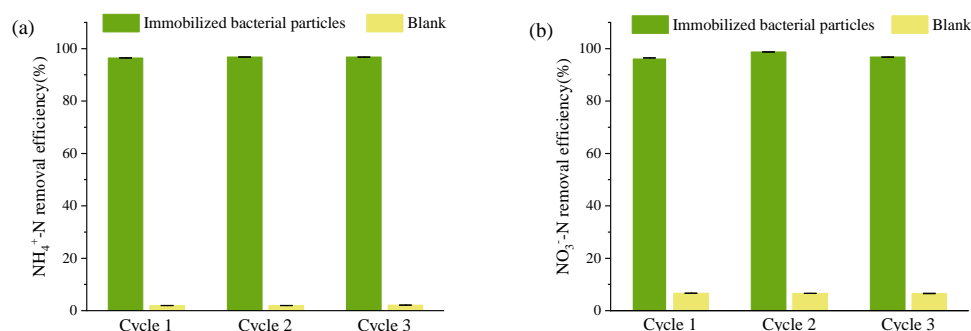 (a)
Immobilized bacterial particles
Blank
NH₄⁺-N removal efficiency(%)
100
80
60
40
20
0
Cycle 1
Cycle 2
Cycle 3
(b)
Immobilized bacterial particles
Blank
NO₃⁻-N removal efficiency(%)
100
80
60
40
20
0
Cycle 1
Cycle 2
Cycle 3